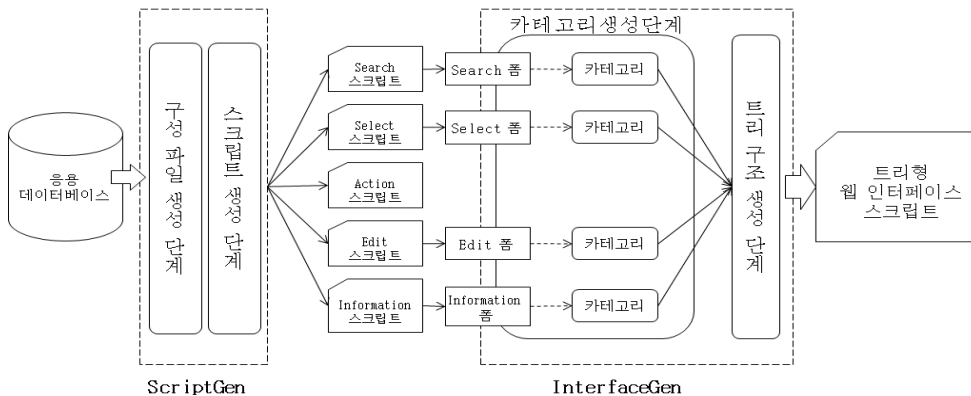 카테고리생성단계
응용
데이터베이스
구성 파일 생성 단계
스크립트 생성 단계
Search
스크립트
Search 폼
카테고리
Select
스크립트
Select 폼
카테고리
Action
스크립트
Edit
스크립트
Edit 폼
카테고리
Information
스크립트
Information
폼
카테고리
트리 구조 생성 단계
트리형
웹 인터페이스
스크립트
ScriptGen
InterfaceGen